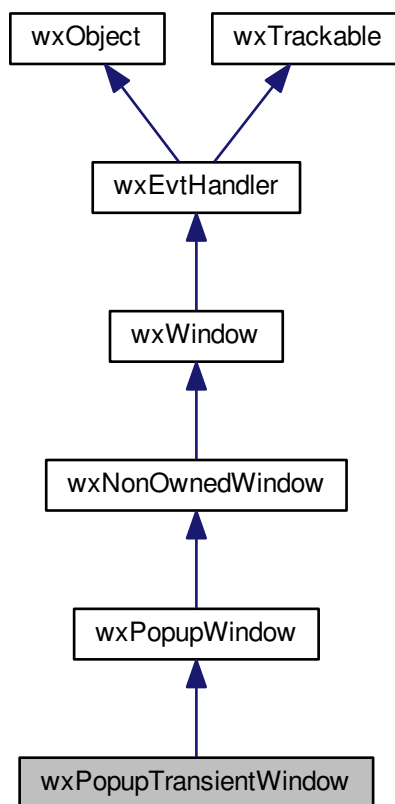 wxObject
wxTrackable
wxEvtHandler
wxWindow
wxNonOwnedWindow
wxPopupWindow
wxPopupTransientWindow